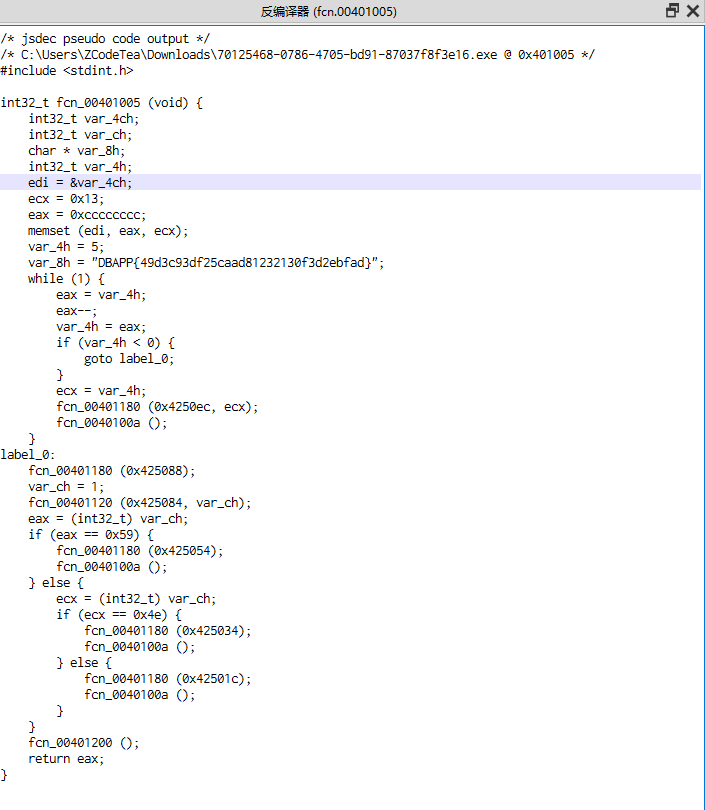 反编译器 (fcn.00401005)
/* jsdec pseudo code output */
/* C:\Users\ZCodeTea\Downloads\70125468-0786-4705-bd91-87037f8f3e16.exe @ 0x401005 */
#include <stdint.h>

int32_t fcn_00401005 (void) {
    int32_t var_4ch;
    int32_t var_ch;
    char * var_8h;
    int32_t var_4h;
    edi = &var_4ch;
    ecx = 0x13;
    eax = 0xcccccccc;
    memset (edi, eax, ecx);
    var_4h = 5;
    var_8h = "DBAPP{49d3c93df25caad81232130f3d2ebfad}";
    while (1) {
        eax = var_4h;
        eax--;
        var_4h = eax;
        if (var_4h < 0) {
            goto label_0;
        }
        ecx = var_4h;
        fcn_00401180 (0x4250ec, ecx);
        fcn_0040100a ();
    }
label_0:
    fcn_00401180 (0x425088);
    var_ch = 1;
    fcn_00401120 (0x425084, var_ch);
    eax = (int32_t) var_ch;
    if (eax == 0x59) {
        fcn_00401180 (0x425054);
        fcn_0040100a ();
    } else {
        ecx = (int32_t) var_ch;
        if (ecx == 0x4e) {
            fcn_00401180 (0x425034);
            fcn_0040100a ();
        } else {
            fcn_00401180 (0x42501c);
            fcn_0040100a ();
        }
    }
    fcn_00401200 ();
    return eax;
}